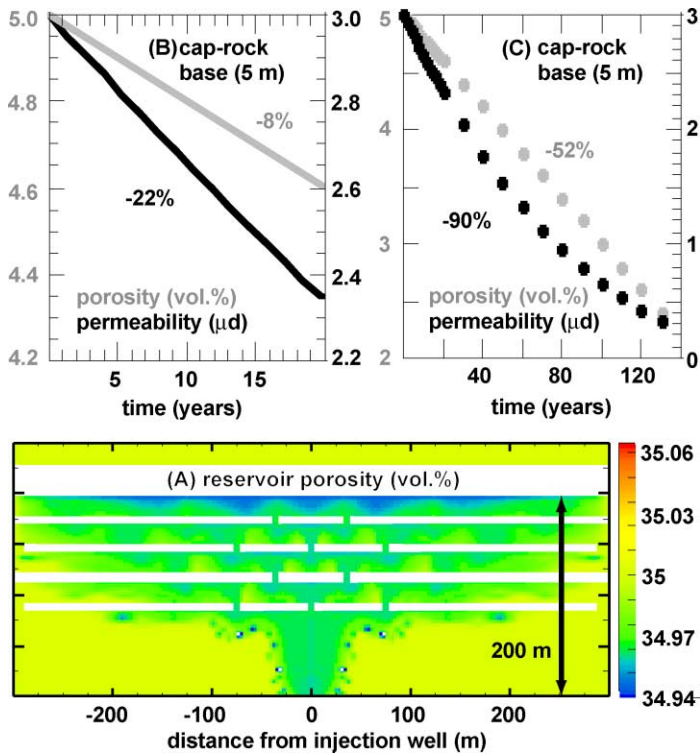 5.0
4.8
4.6
4.4
4.2
(B) cap-rock
base (5 m)
-8%
-22%
porosity (vol.%)
permeability (μd)
3.0
2.8
2.6
2.4
2.2
5
10
15
time (years)
5
4
3
2
(C) cap-rock
base (5 m)
-52%
-90%
porosity (vol.%)
permeability (μd)
3
2
1
0
40
80
120
time (years)
(A) reservoir porosity (vol.%)
200 m
-200
-100
0
100
200
distance from injection well (m)
35.06
35.03
35
34.97
34.94